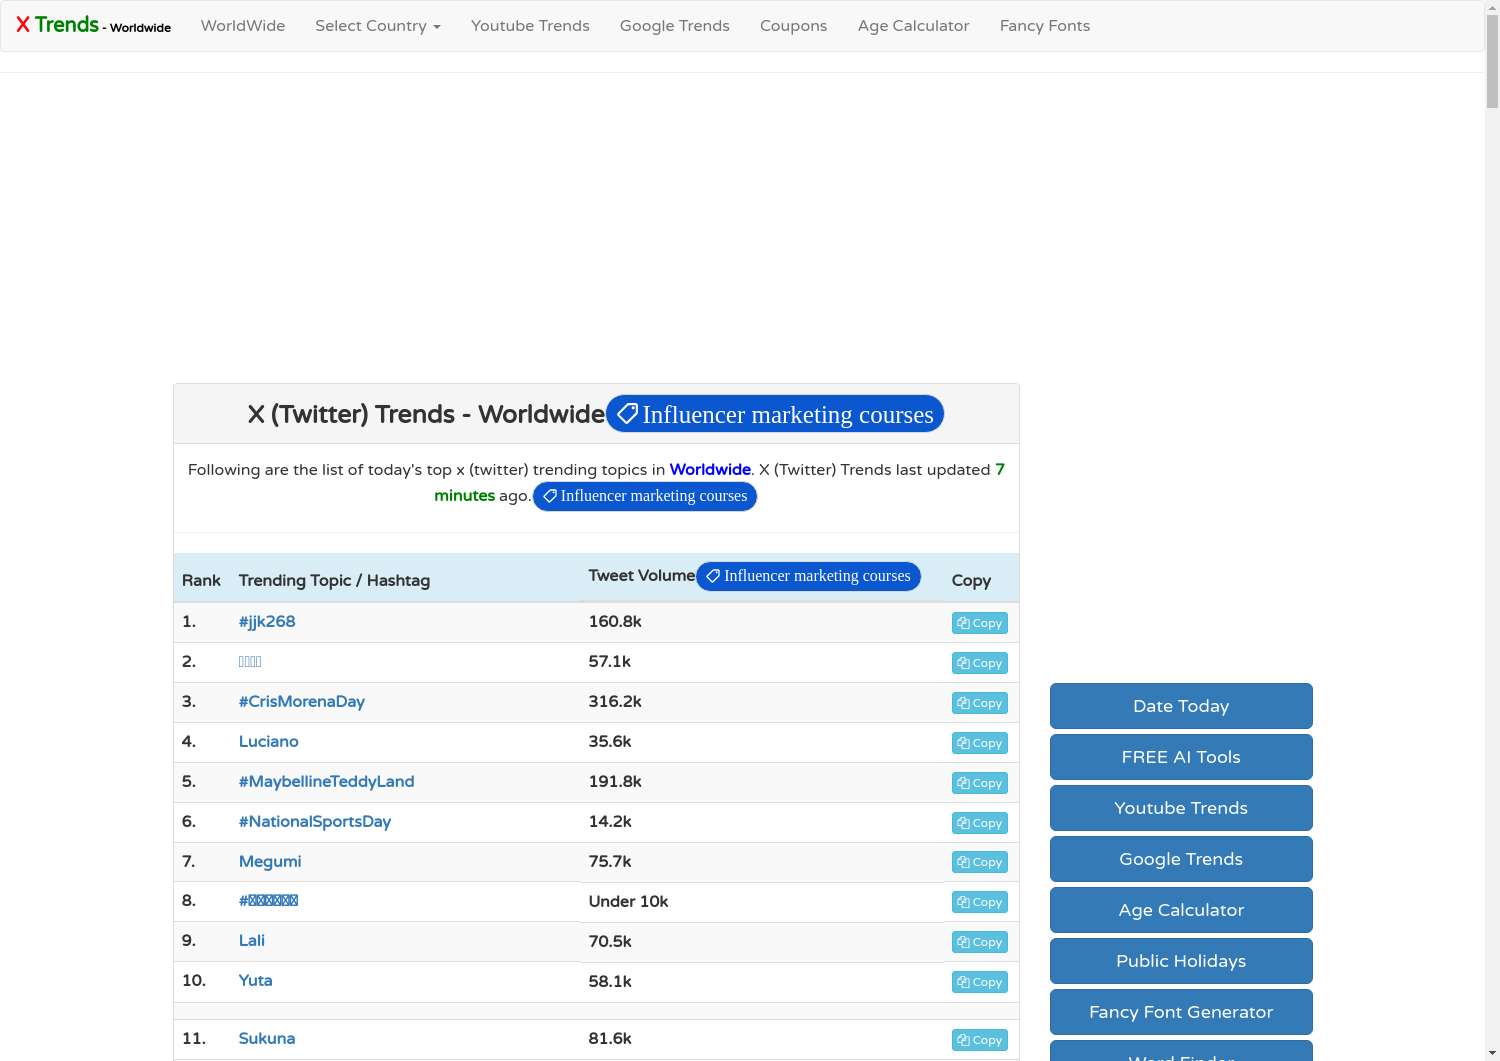 X Trends - Worldwide WorldWide Select Country Youtube Trends Google Trends Coupons Age Calculator Fancy Fonts
X (Twitter) Trends - Worldwide Influencer marketing courses
Following are the list of today's top x (twitter) trending topics in Worldwide. X (Twitter) Trends last updated 7
minutes ago. Influencer marketing courses
Rank Trending Topic / Hashtag Tweet Volume Influencer marketing courses Copy
1. #jjk268 160.8k Copy
2. 57.1k Copy
3. #CrisMorenaDay 316.2k Copy
4. Luciano 35.6k Copy
5. #MaybellineTeddyLand 191.8k Copy
6. #NationalSportsDay 14.2k Copy
7. Megumi 75.7k Copy
8. # Under 10k Copy
9. Lali 70.5k Copy
10. Yuta 58.1k Copy
11. Sukuna 81.6k Copy
Date Today
FREE AI Tools
Youtube Trends
Google Trends
Age Calculator
Public Holidays
Fancy Font Generator
Word Finder